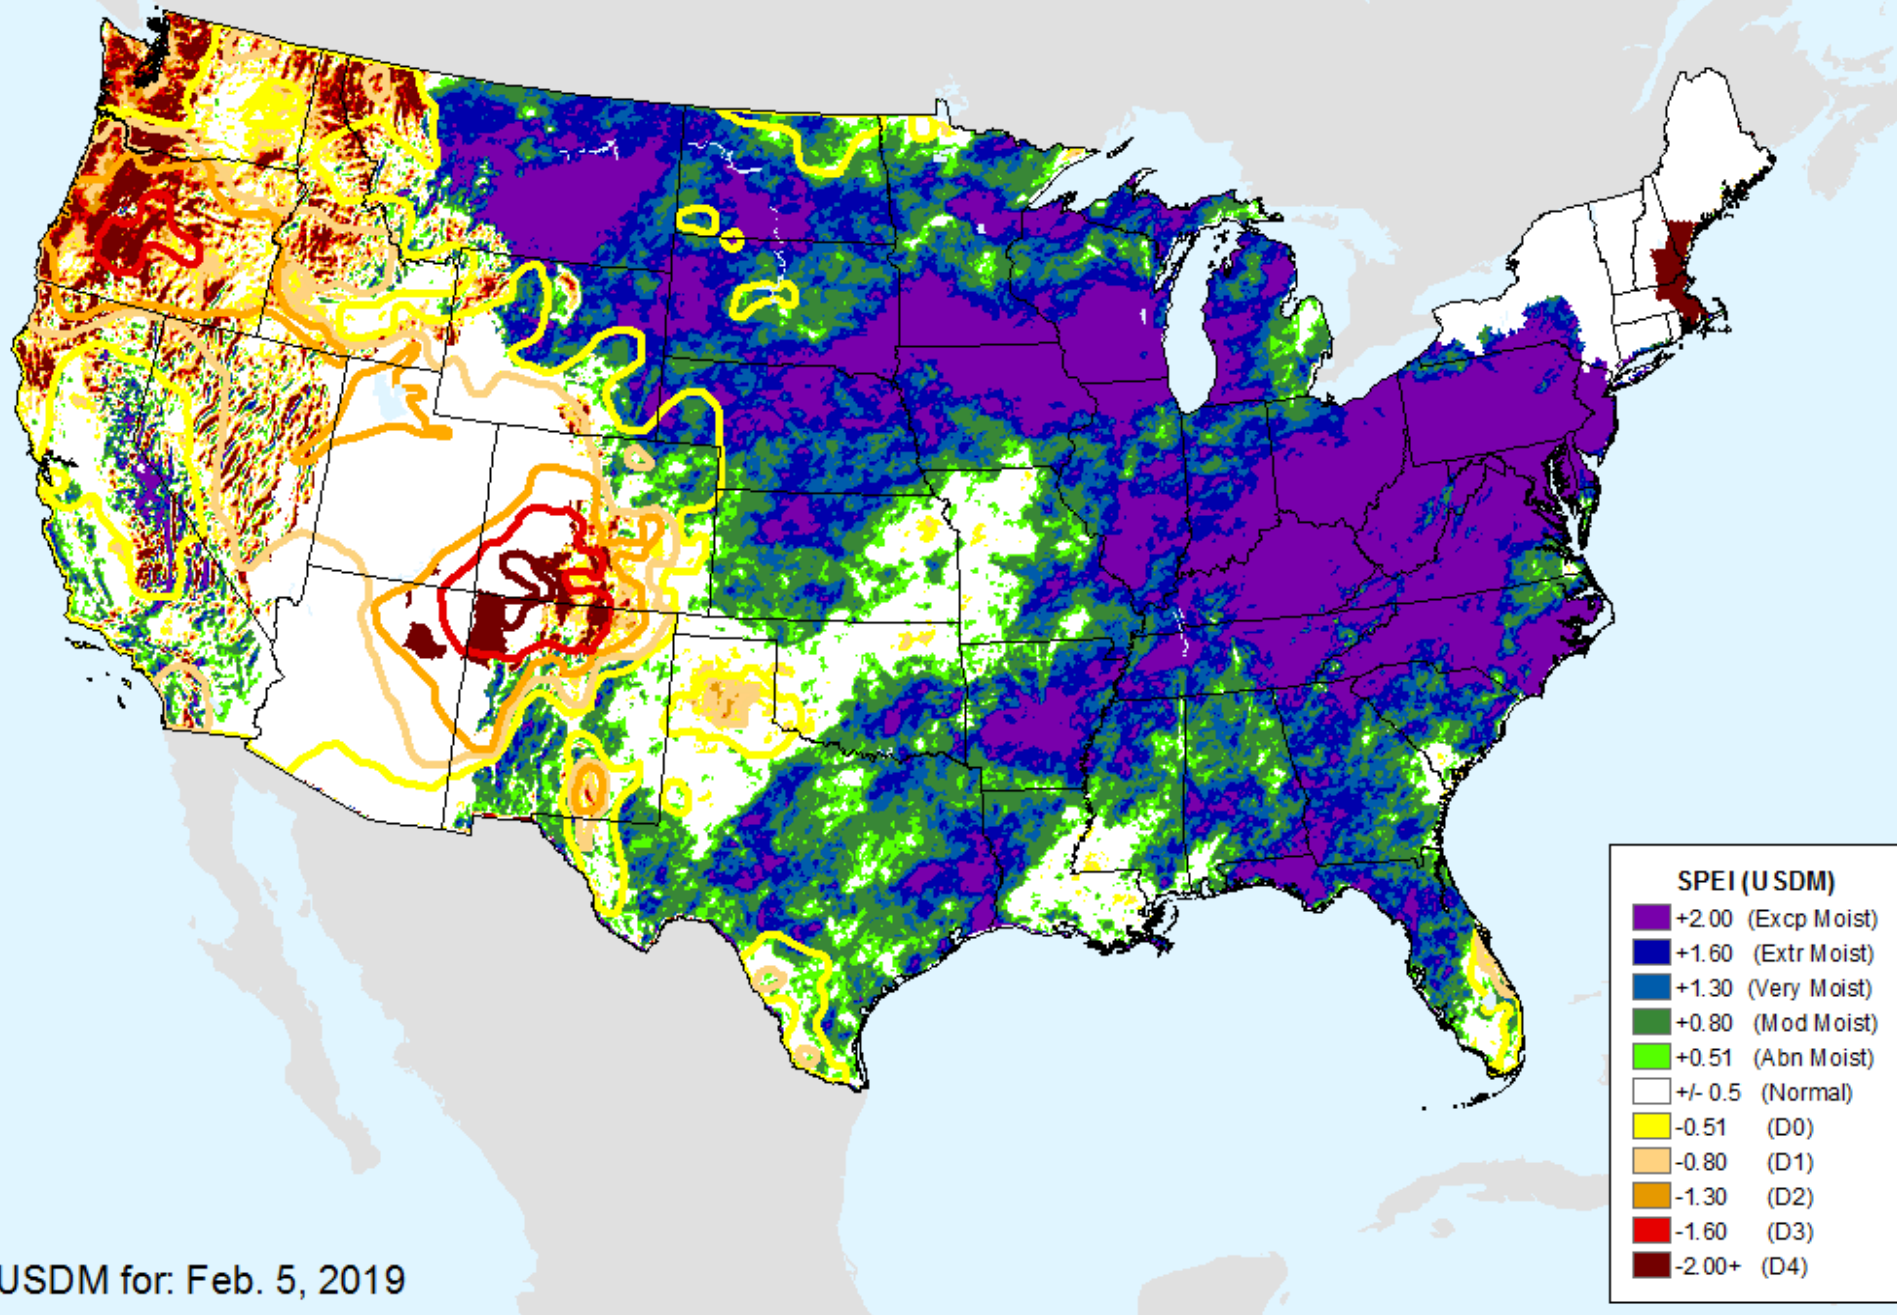 SPEI (USDM)
+2.00 (Excp Moist)
+1.60 (Extr Moist)
+1.30 (Very Moist)
+0.80 (Mod Moist)
+0.51 (Abn Moist)
+/- 0.5 (Normal)
-0.51 (D0)
-0.80 (D1)
-1.30 (D2)
-1.60 (D3)
-2.00+ (D4)
USDM for: Feb. 5, 2019